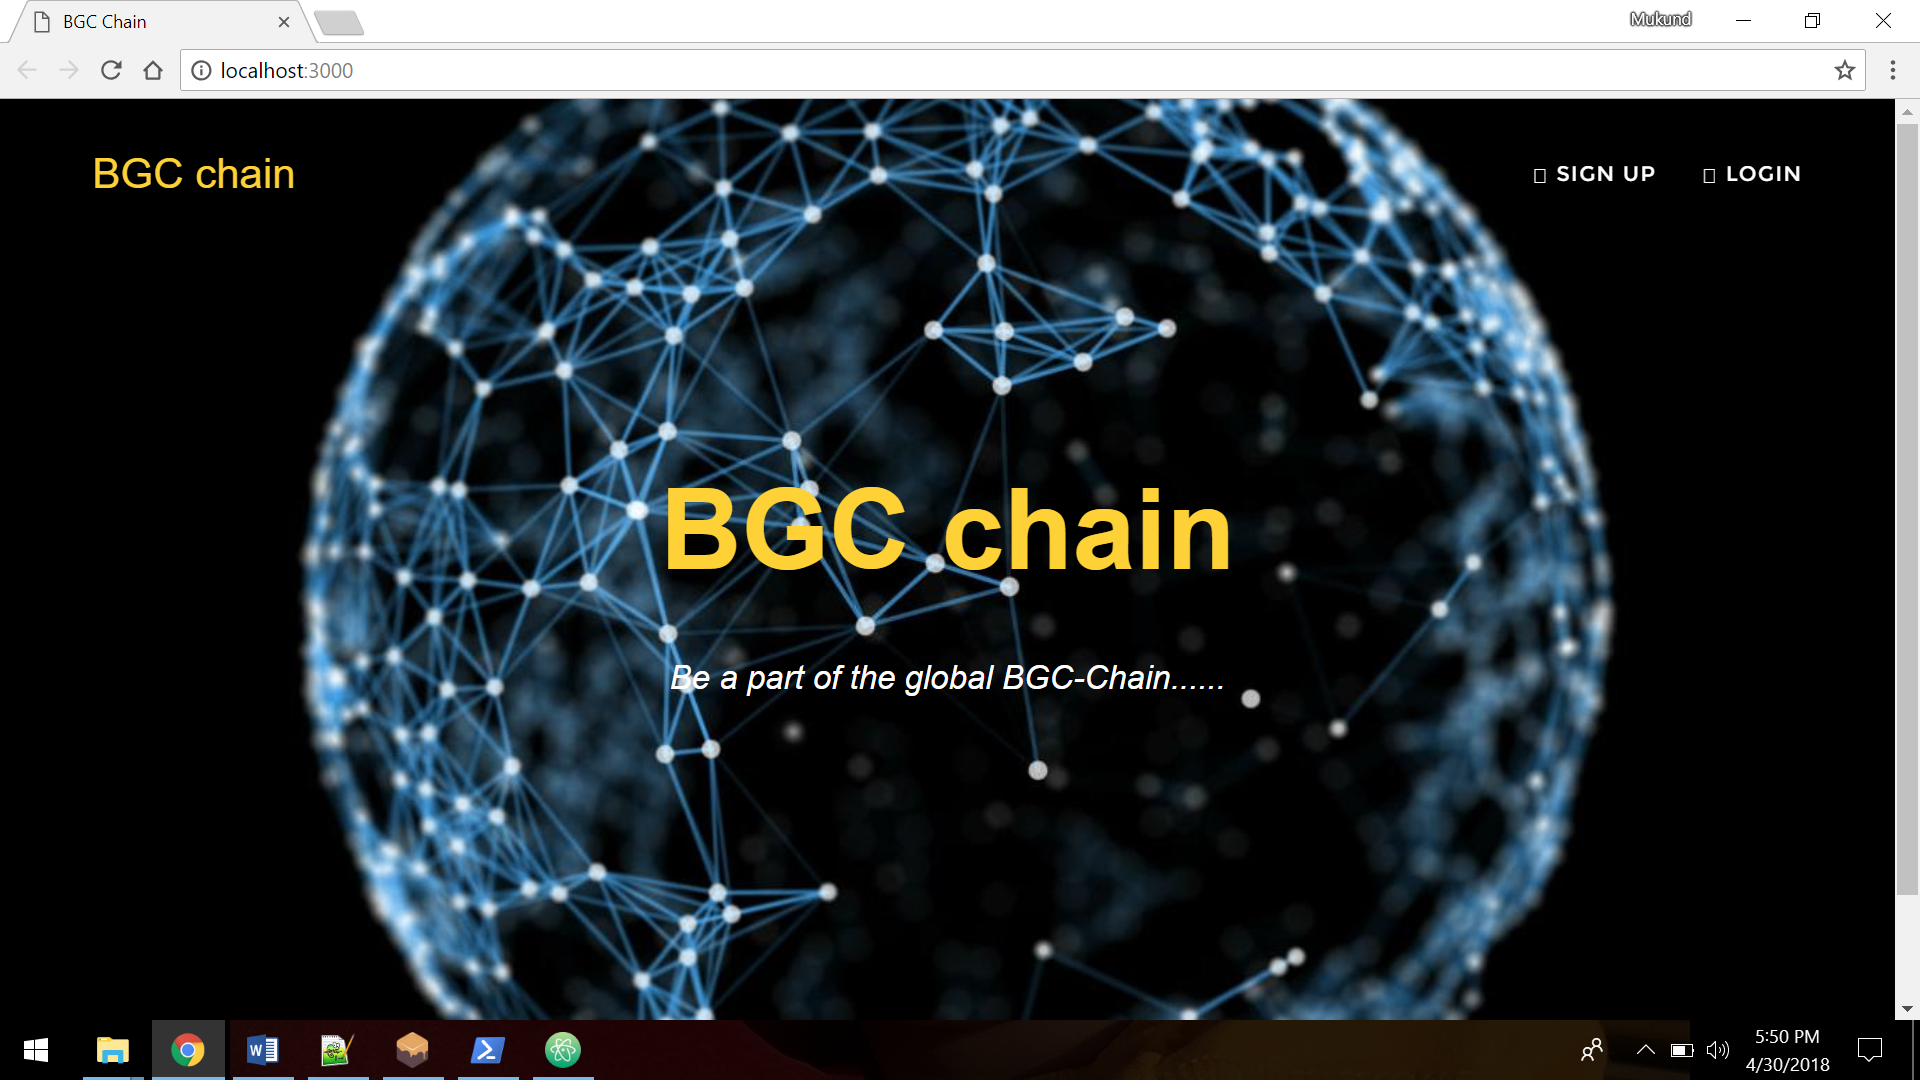 BGC Chain
Mukund
localhost:3000
BGC chain
SIGN UP
LOGIN
BGC chain
Be a part of the global BGC-Chain......
5:50 PM
4/30/2018